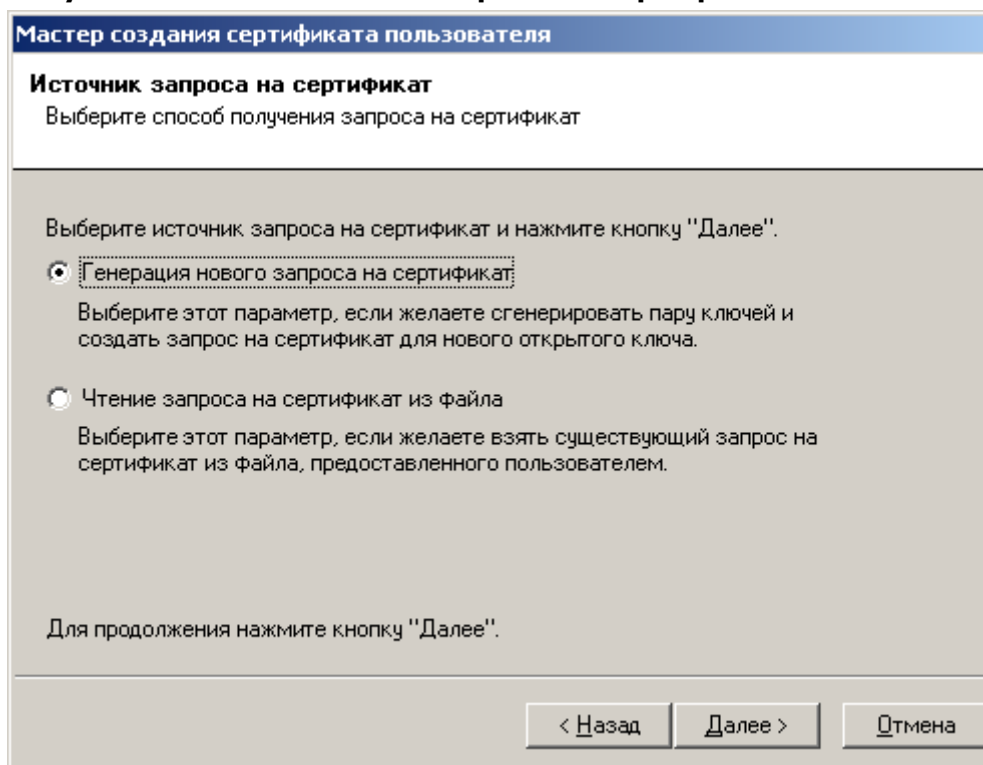 Мастер создания сертификата пользователя
Источник запроса на сертификат
Выберите способ получения запроса на сертификат
Выберите источник запроса на сертификат и нажмите кнопку "Далее".
Генерация нового запроса на сертификат
Выберите этот параметр, если желаете сгенерировать пару ключей и
создать запрос на сертификат для нового открытого ключа.
Чтение запроса на сертификат из файла
Выберите этот параметр, если желаете взять существующий запрос на
сертификат из файла, предоставленного пользователем.
Для продолжения нажмите кнопку "Далее".
< Назад Далее > Отмена